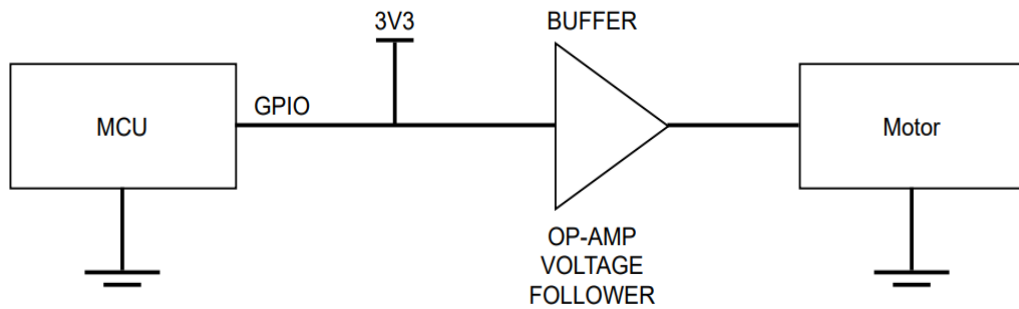 3V3
BUFFER
GPIO
MCU
Motor
OP-AMP
VOLTAGE
FOLLOWER